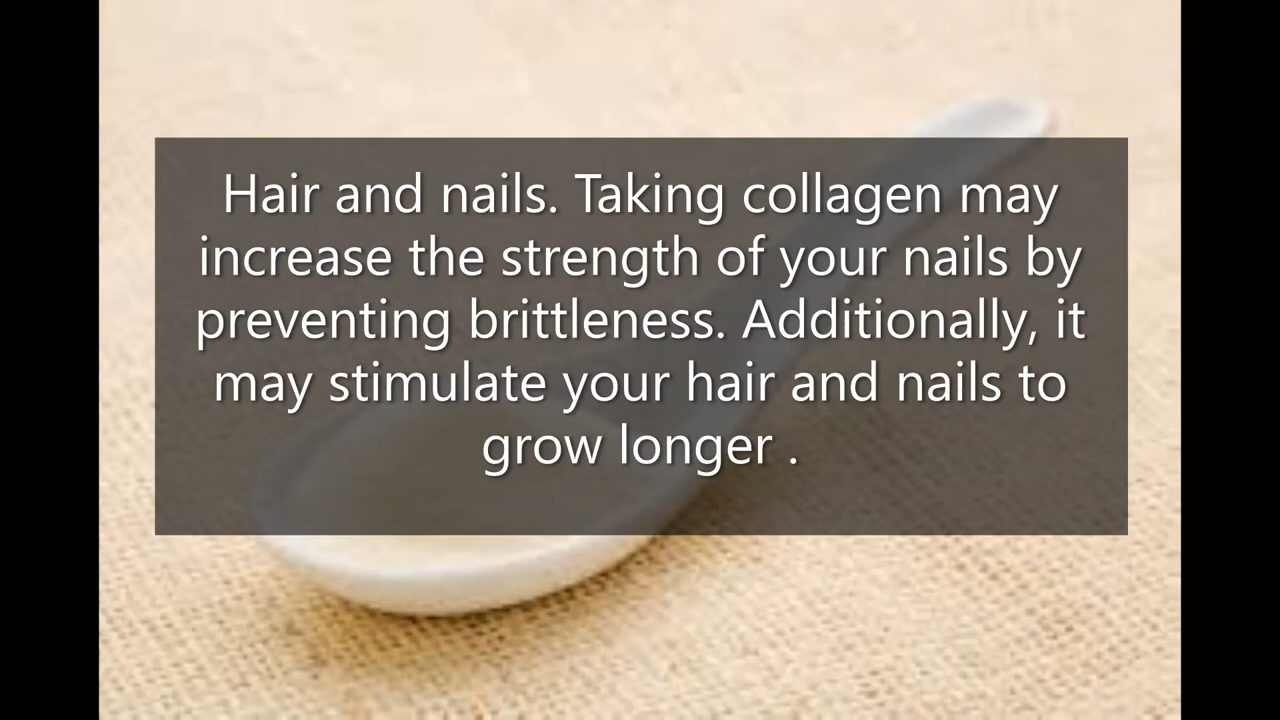 Hair and nails. Taking collagen may
increase the strength of your nails by
preventing brittleness. Additionally, it
may stimulate your hair and nails to
grow longer .